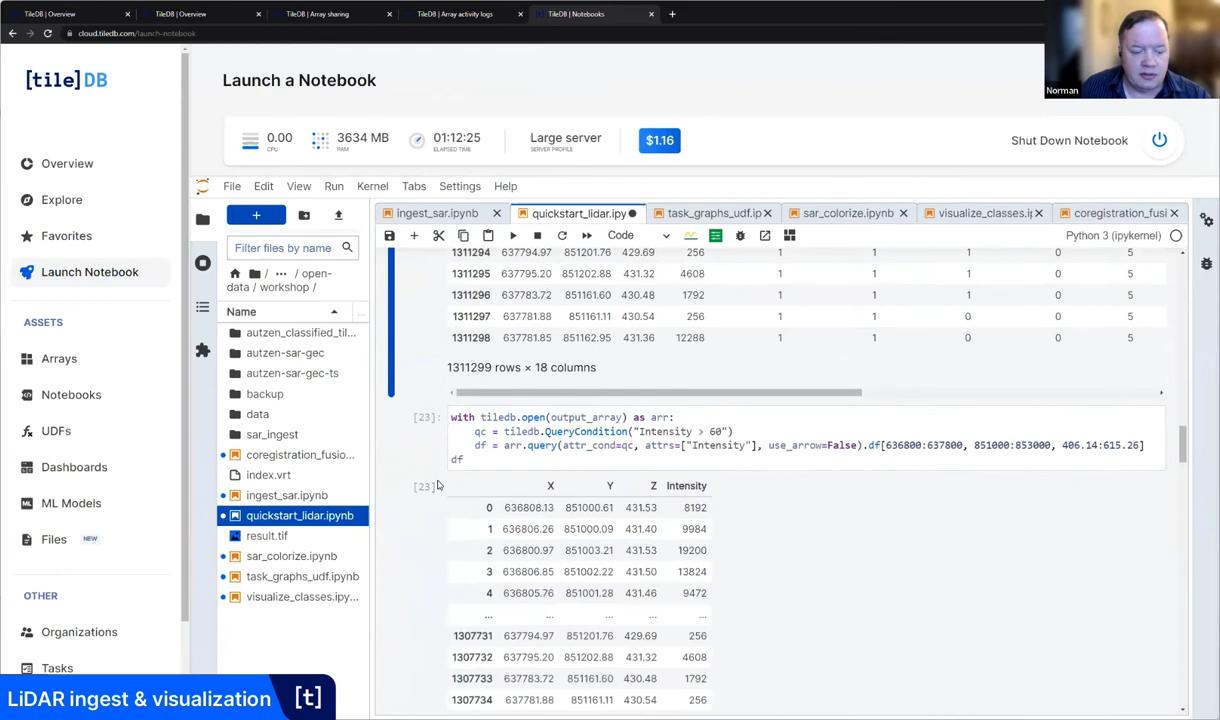 TileDB | Overview
TileDB | Overview
TileDB | Array sharing
TileDB | Array activity logs
TileDB | Notebooks
cloud.tiledb.com/launch-notebook
[tile]DB
Launch a Notebook
Norman
0.00
CPU
3634 MB
RAM
01:12:25
ELAPSED TIME
Large server
SERVER PROFILE
$1.16
Shut Down Notebook
Overview
Explore
Favorites
Launch Notebook
ASSETS
Arrays
Notebooks
UDFs
Dashboards
ML Models
Files NEW
OTHER
Organizations
Tasks
File Edit View Run Kernel Tabs Settings Help
Filter files by name
/ ... / open-
data / workshop /
Name
autzen_classified_til...
autzen-sar-gec
autzen-sar-gec-ts
backup
data
sar_ingest
coregistration_fusio...
index.vrt
ingest_sar.ipynb
quickstart_lidar.ipynb
result.tif
sar_colorize.ipynb
task_graphs_udf.ipynb
visualize_classes.ipy...
ingest_sar.ipynb
quickstart_lidar.ipy
task_graphs_udf.ip
sar_colorize.ipynb
visualize_classes.ip
coregistration_fusi
Code
Python 3 (ipykernel)
1311294 637794.97 851201.76 429.69 256 1 1 1 0 5
1311295 637795.20 851202.88 431.32 4608 1 1 1 0 5
1311296 637783.72 851161.60 430.48 1792 1 1 1 0 5
1311297 637781.88 851161.11 430.54 256 1 1 0 0 5
1311298 637781.85 851162.95 431.36 12288 1 1 0 0 5
1311299 rows × 18 columns
[23]: with tiledb.open(output_array) as arr:
qc = tiledb.QueryCondition("Intensity > 60")
df = arr.query(attr_cond=qc, attrs=["Intensity"], use_arrow=False).df[636800:637800, 851000:853000, 406.14:615.26]
df
[23]:
X Y Z Intensity
0 636808.13 851000.61 431.53 8192
1 636806.26 851000.09 431.40 9984
2 636800.97 851003.21 431.53 19200
3 636806.85 851002.22 431.50 13824
4 636805.76 851001.28 431.46 9472
... ... ... ... ...
1307731 637794.97 851201.76 429.69 256
1307732 637795.20 851202.88 431.32 4608
1307733 637783.72 851161.60 430.48 1792
1307734 637781.88 851161.11 430.54 256
LiDAR ingest & visualization [t]